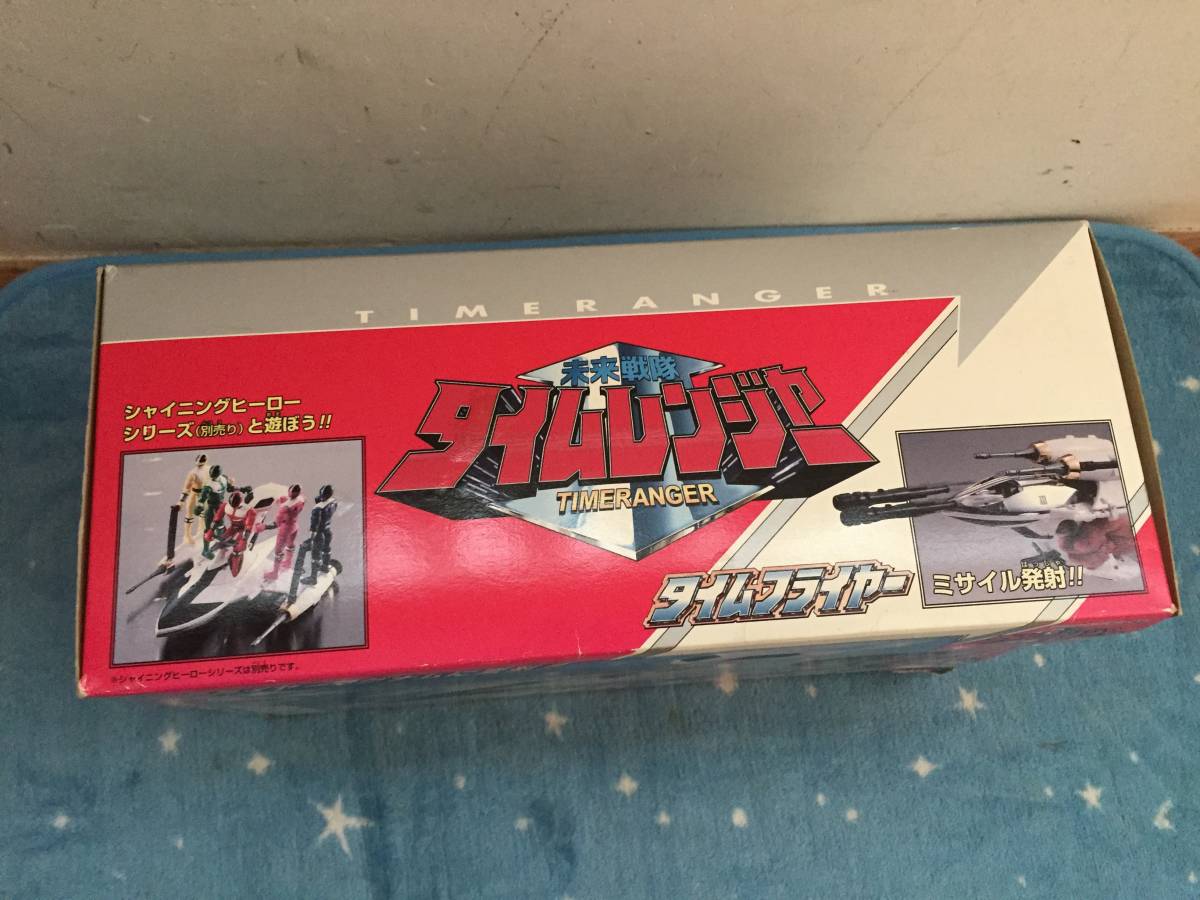 TIMERANGER
未来戦隊
タイムレンジャー
TIMERANGER
シャイニングヒーロー
シリーズ(別売り)と遊ぼう!!
※シャイニングヒーローシリーズは別売りです。
タイムフライヤー
ミサイル発射!!